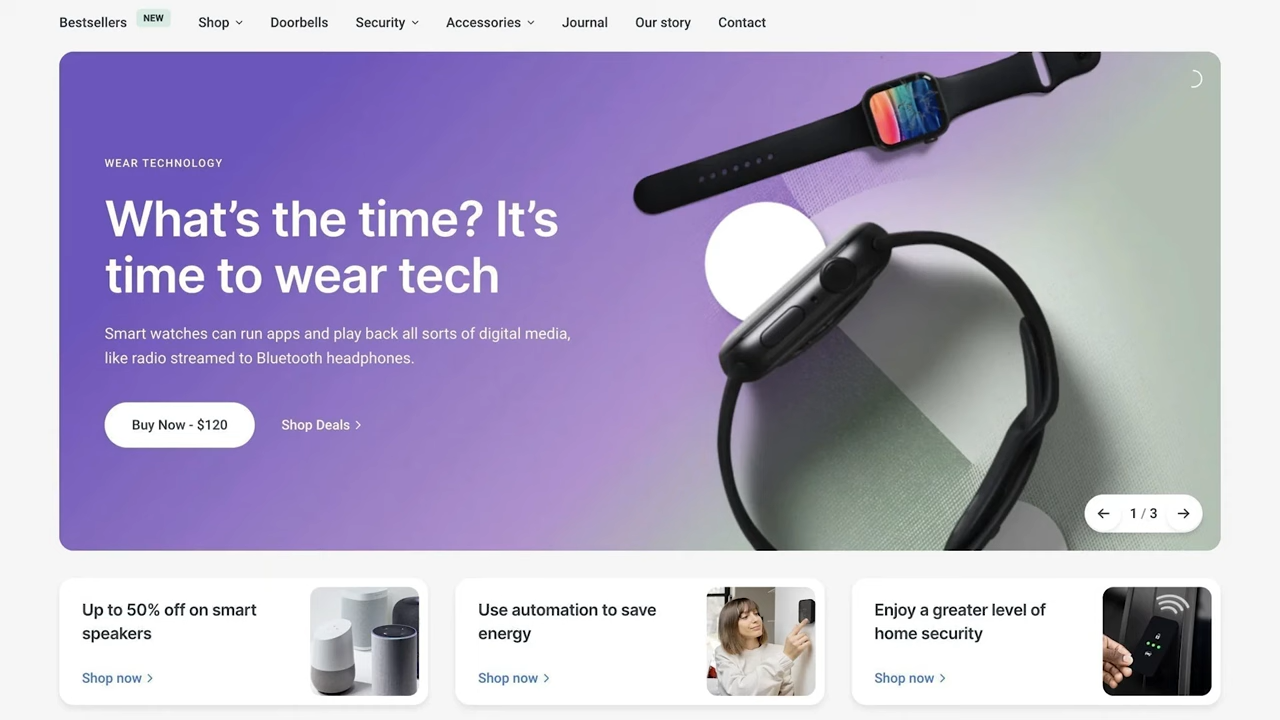 Bestsellers NEW Shop Doorbells Security Accessories Journal Our story Contact
WEAR TECHNOLOGY
What’s the time? It’s
time to wear tech
Smart watches can run apps and play back all sorts of digital media,
like radio streamed to Bluetooth headphones.
Buy Now - $120 Shop Deals
1 / 3
Up to 50% off on smart
speakers
Shop now
Use automation to save
energy
Shop now
Enjoy a greater level of
home security
Shop now